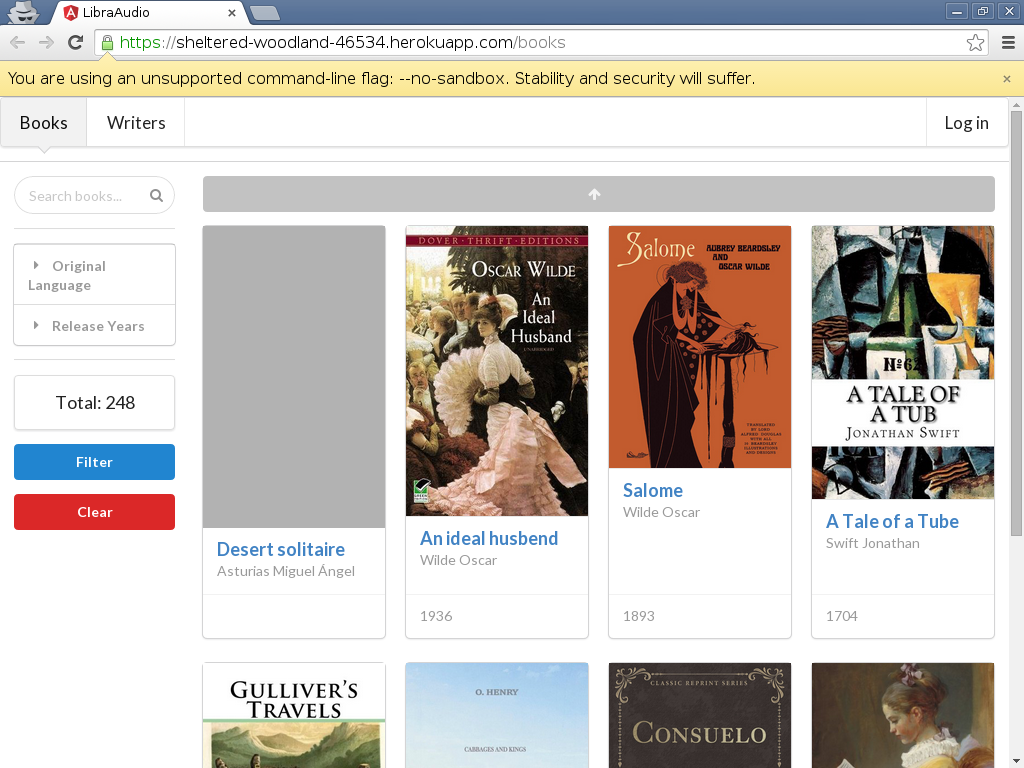 LibraAudio
https://sheltered-woodland-46534.herokuapp.com/books
You are using an unsupported command-line flag: --no-sandbox. Stability and security will suffer.
Books
Writers
Log in
Search books...
Original
Language
Release Years
Total: 248
Filter
Clear
Desert solitaire
Asturias Miguel Ángel
DOVER · THRIFT · EDITIONS
OSCAR WILDE
An
Ideal
Husband
UNABRIDGED
An ideal husbend
Wilde Oscar
1936
Salome
AUBREY BEARDSLEY
AND
OSCAR WILDE
Salome
Wilde Oscar
1893
Nº 62
A TALE OF
A TUB
JONATHAN SWIFT
A Tale of a Tube
Swift Jonathan
1704
GULLIVER'S
TRAVELS
O. HENRY
CABBAGES AND KINGS
CLASSIC REPRINT SERIES
CONSUELO